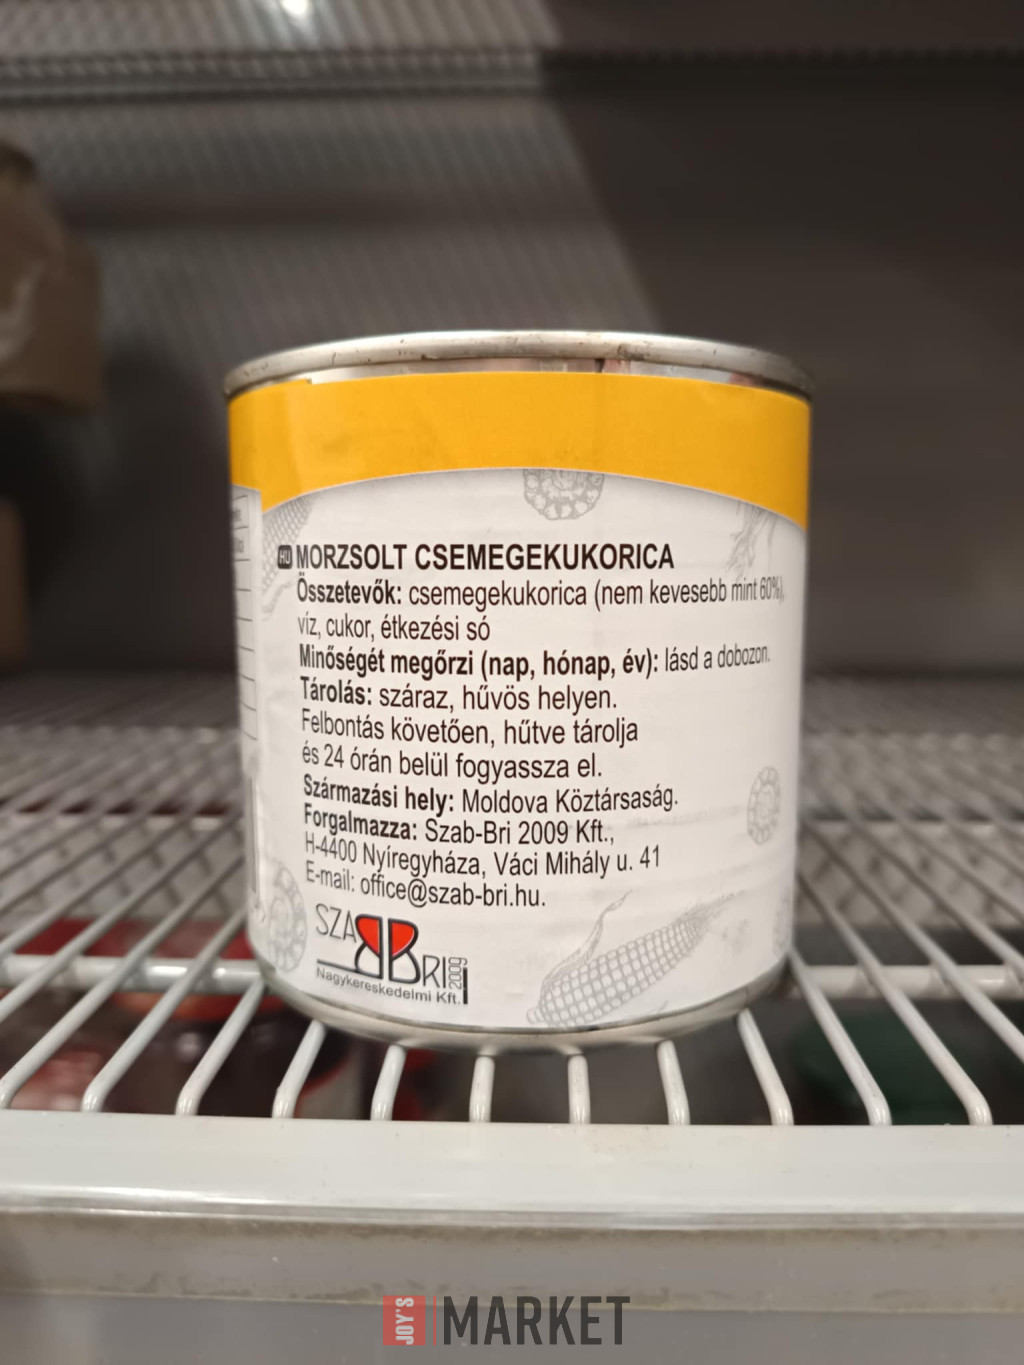 HU MORZSOLT CSEMEGEKUKORICA
Összetevők: csemegekukorica (nem kevesebb mint 60%),
víz, cukor, étkezési só
Minőségét megőrzi (nap, hónap, év): lásd a dobozon.
Tárolás: száraz, hűvös helyen.
Felbontás követően, hűtve tárolja
és 24 órán belül fogyassza el.
Származási hely: Moldova Köztársaság.
Forgalmazza: Szab-Bri 2009 Kft.,
H-4400 Nyíregyháza, Váci Mihály u. 41
E-mail: office@szab-bri.hu.
SZABBRI 2009
Nagykereskedelmi Kft.
JOY'S MARKET